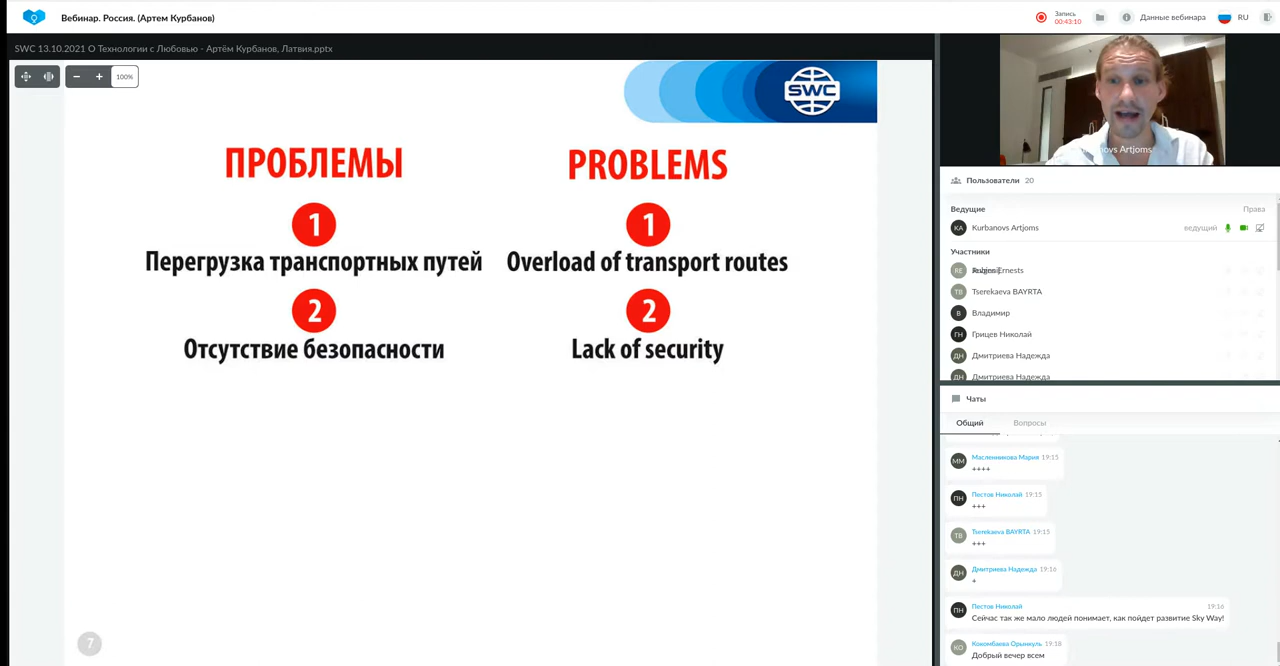 Вебинар. Россия. (Артем Курбанов)
Запись
00:43:10
Данные вебинара
RU
SWC 13.10.2021 О Технологии с Любовью - Артём Курбанов, Латвия.pptx
100%
SWC
ПРОБЛЕМЫ
1
Перегрузка транспортных путей
2
Отсутствие безопасности
PROBLEMS
1
Overload of transport routes
2
Lack of security
7
Artjoms
Пользователи 20
Ведущие
Права
KA Kurbanovs Artjoms
ведущий
Участники
RE Ernests
TB Tserekaeva BAYRTA
В Владимир
ГН Грицев Николай
ДН Дмитриева Надежда
ДН Дмитриева Надежда
Чаты
Общий
Вопросы
ММ Масленникова Мария 19:15
++++
ПН Пестов Николай 19:15
+++
TB Tserekaeva BAYRTA 19:15
+++
ДН Дмитриева Надежда 19:16
+
ПН Пестов Николай 19:16
Сейчас так же мало людей понимает, как пойдет развитие Sky Way!
КО Кокомбаева Орынкуль 19:18
Добрый вечер всем